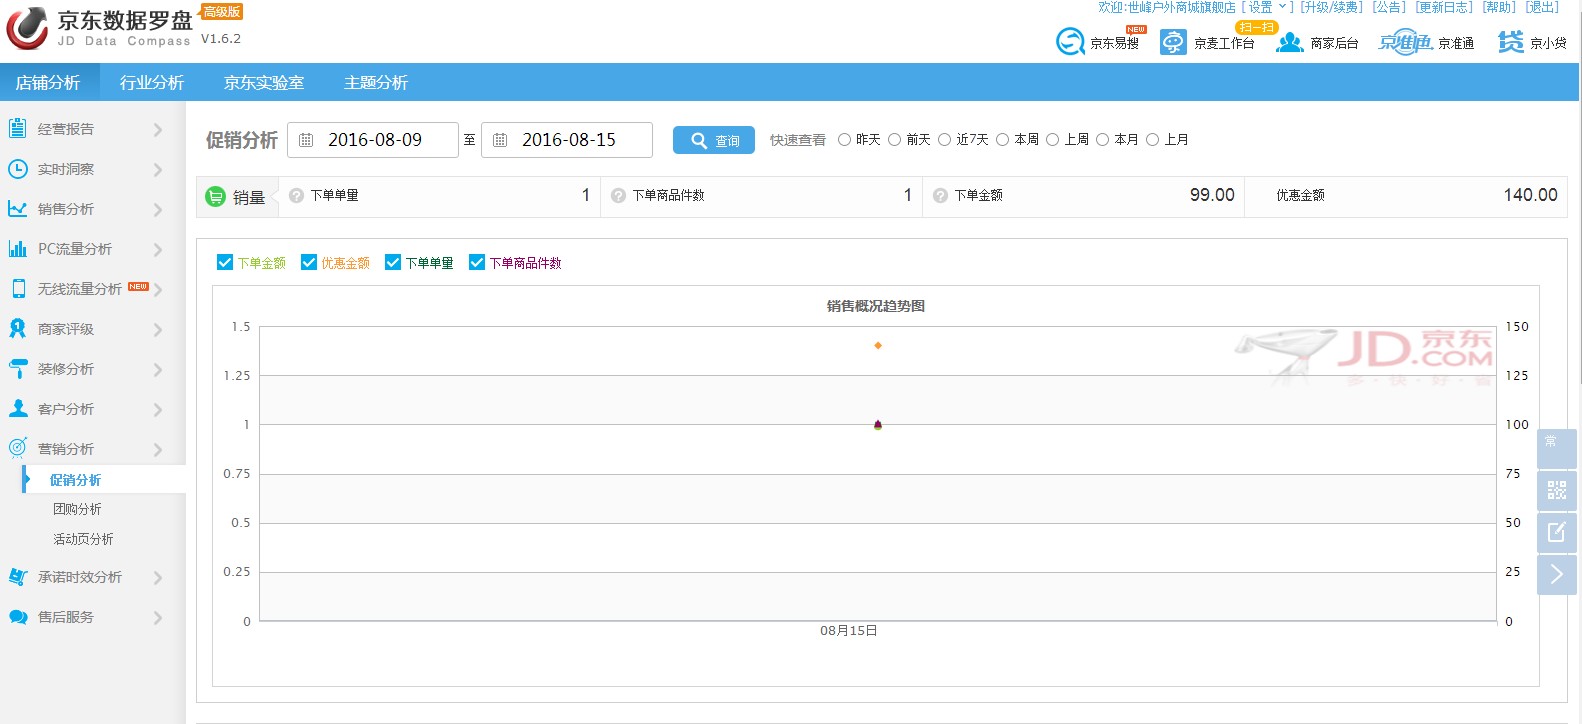 京东数据罗盘 高级版
JD Data Compass V1.6.2
欢迎:世峰户外商城旗舰店 [ 设置 ] [升级/续费] [公告] [更新日志] [帮助] [退出]
京东易搜 NEW 京麦工作台 扫一扫 商家后台 京准通 京准通 贷 京小贷
店铺分析 行业分析 京东实验室 主题分析
经营报告
实时洞察
销售分析
PC流量分析
无线流量分析 NEW
商家评级
装修分析
客户分析
营销分析
促销分析
团购分析
活动页分析
承诺时效分析
售后服务
促销分析 2016-08-09 至 2016-08-15 查询 快速查看 昨天 前天 近7天 本周 上周 本月 上月
销量 ? 下单单量 1 ? 下单商品件数 1 ? 下单金额 99.00 优惠金额 140.00
下单金额 优惠金额 下单单量 下单商品件数
销售概况趋势图
1.5 150
1.25 125
1 100
0.75 75
0.5 50
0.25 25
0 0
08月15日
京东
JD.COM
多·快·好·省
常